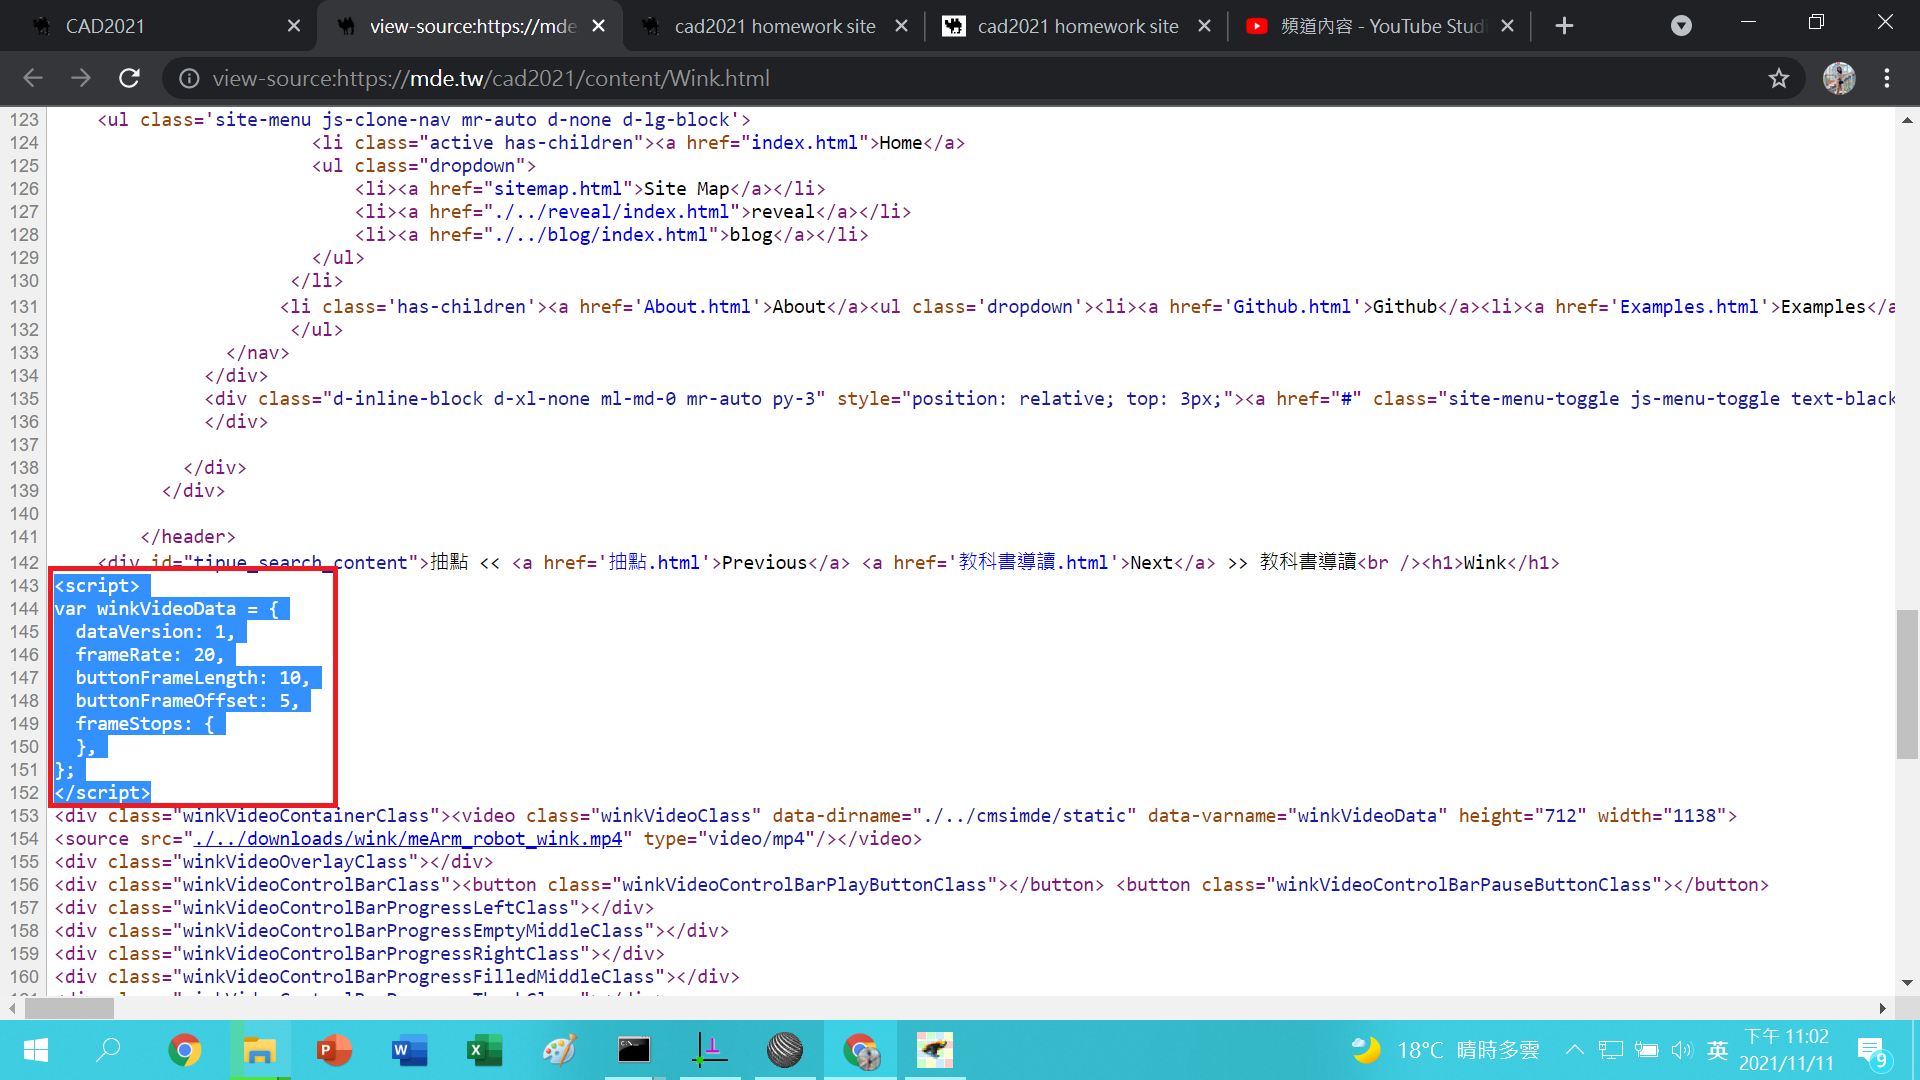 CAD2021
view-source:https://mde
cad2021 homework site
cad2021 homework site
頻道內容 - YouTube Studi
view-source:https://mde.tw/cad2021/content/Wink.html
123 <ul class='site-menu js-clone-nav mr-auto d-none d-lg-block'>
124 <li class="active has-children"><a href="index.html">Home</a>
125 <ul class="dropdown">
126 <li><a href="sitemap.html">Site Map</a></li>
127 <li><a href="./../reveal/index.html">reveal</a></li>
128 <li><a href="./../blog/index.html">blog</a></li>
129 </ul>
130 </li>
131 <li class='has-children'><a href='About.html'>About</a><ul class='dropdown'><li><a href='Github.html'>Github</a><li><a href='Examples.html'>Examples</a
132 </ul>
133 </nav>
134 </div>
135 <div class="d-inline-block d-xl-none ml-md-0 mr-auto py-3" style="position: relative; top: 3px;"><a href="#" class="site-menu-toggle js-menu-toggle text-black
136 </div>
137
138 </div>
139 </div>
140
141 </header>
142 <div id="tipue_search_content">抽點 << <a href='抽點.html'>Previous</a> <a href='教科書導讀.html'>Next</a> >> 教科書導讀<br /><h1>Wink</h1>
143 <script>
144 var winkVideoData = {
145 dataVersion: 1,
146 frameRate: 20,
147 buttonFrameLength: 10,
148 buttonFrameOffset: 5,
149 frameStops: {
150 },
151 };
152 </script>
153 <div class="winkVideoContainerClass"><video class="winkVideoClass" data-dirname="./../cmsimde/static" data-varname="winkVideoData" height="712" width="1138">
154 <source src="./../downloads/wink/meArm_robot_wink.mp4" type="video/mp4"/></video>
155 <div class="winkVideoOverlayClass"></div>
156 <div class="winkVideoControlBarClass"><button class="winkVideoControlBarPlayButtonClass"></button> <button class="winkVideoControlBarPauseButtonClass"></button>
157 <div class="winkVideoControlBarProgressLeftClass"></div>
158 <div class="winkVideoControlBarProgressEmptyMiddleClass"></div>
159 <div class="winkVideoControlBarProgressRightClass"></div>
160 <div class="winkVideoControlBarProgressFilledMiddleClass"></div>
18°C 晴時多雲
英
下午 11:02
2021/11/11
9